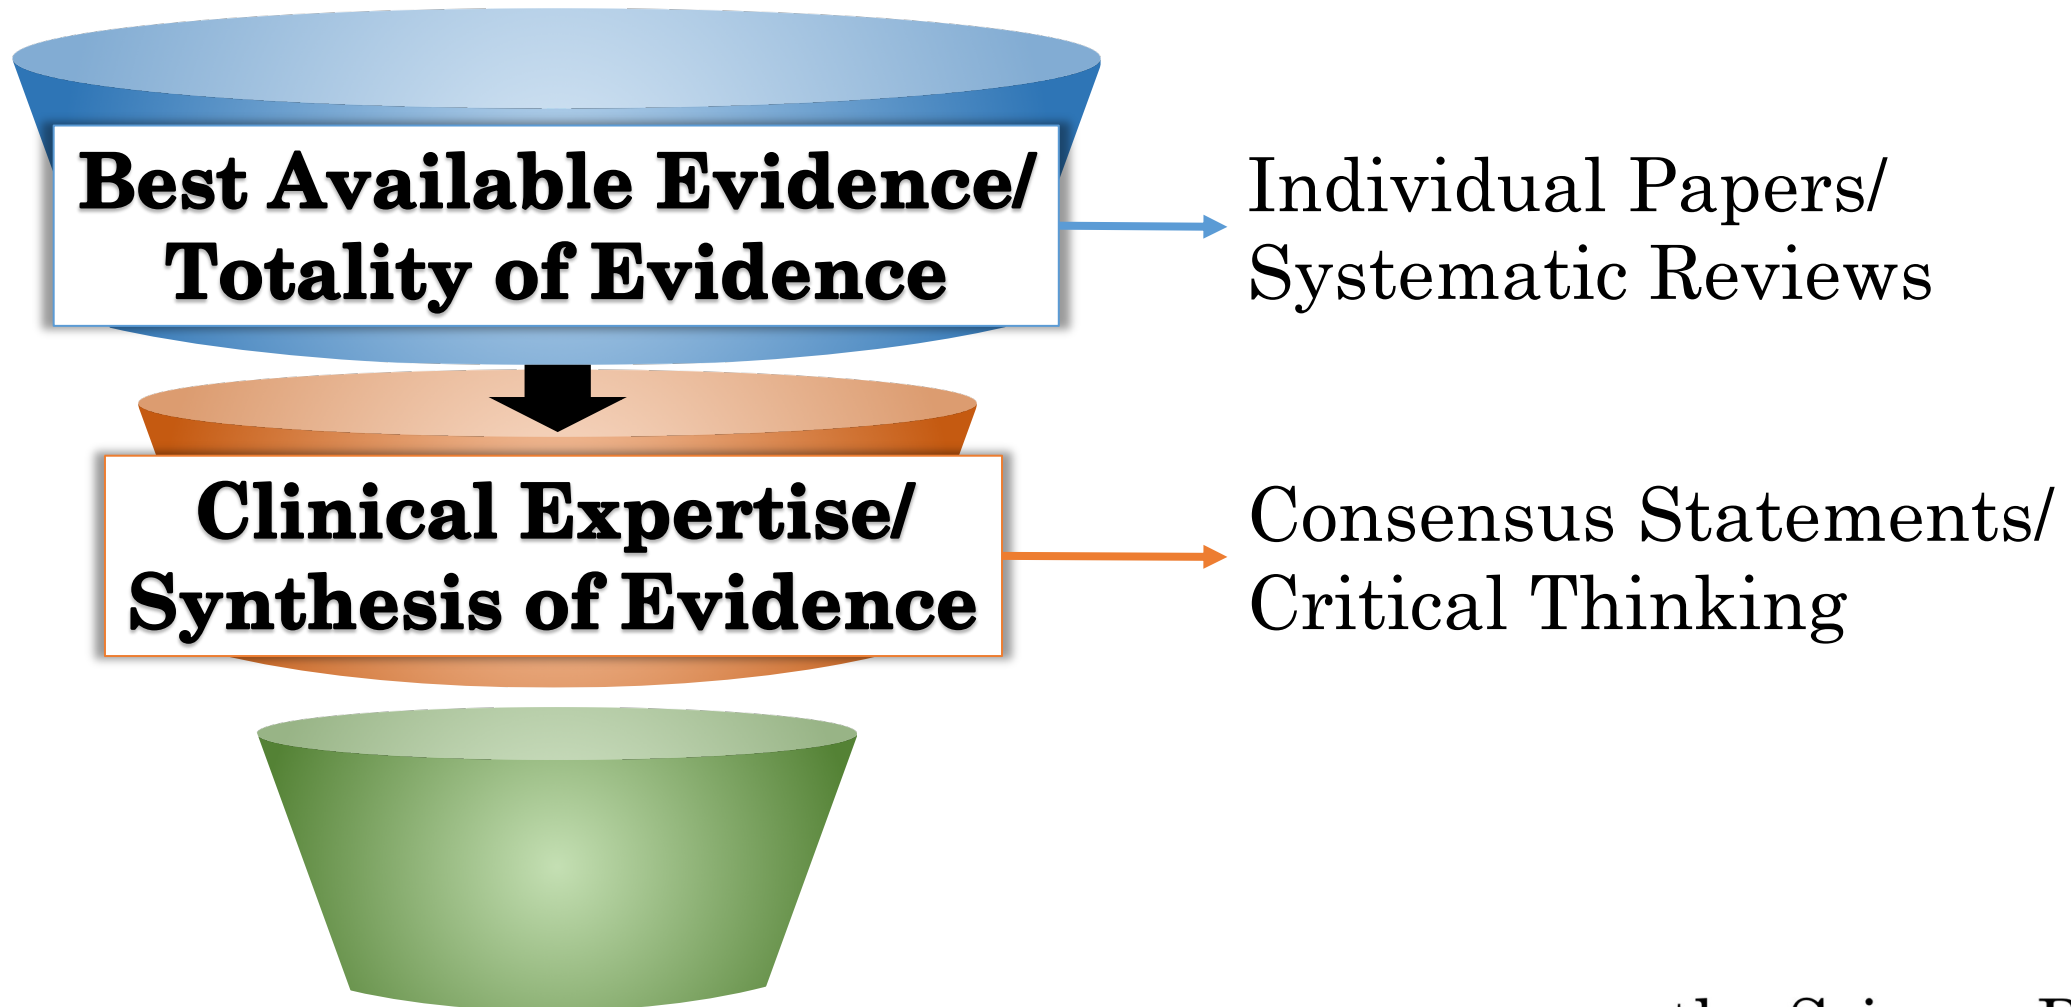 Best Available Evidence/
Totality of Evidence
Individual Papers/
Systematic Reviews
Clinical Expertise/
Synthesis of Evidence
Consensus Statements/
Critical Thinking